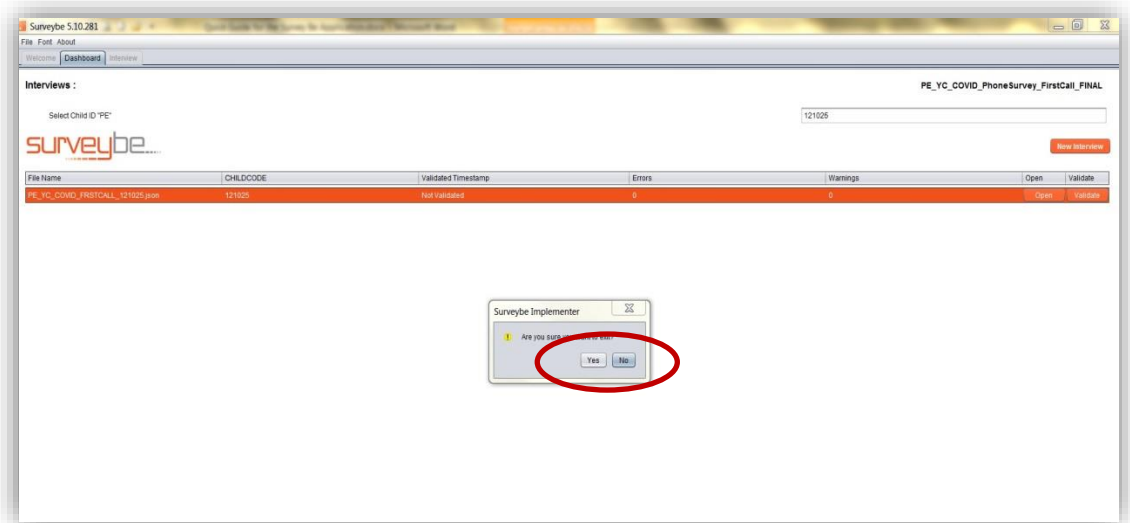 Surveybe 5.10.281
File Font About
Welcome Dashboard Interview
Interviews : PE_YC_COVID_PhoneSurvey_FirstCall_FINAL
Select Child ID "PE" 121025
surveybe....
New Interview
File Name CHILDCODE Validated Timestamp Errors Warnings Open Validate
PE_YC_COVID_FRSTCALL_121025.json 121025 Not Validated 0 0 Open Validate
Surveybe Implementer
Are you sure
Yes No